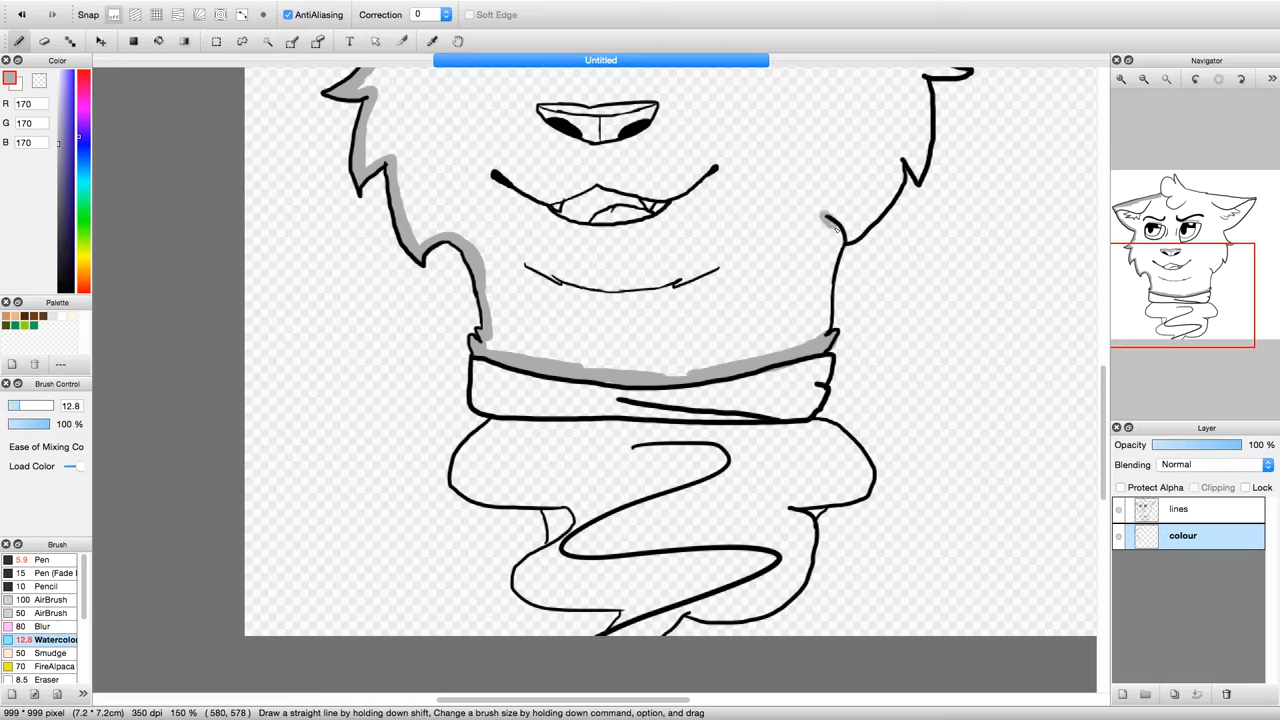 Snap off AntiAliasing Correction 0 Soft Edge
Color Untitled Navigator
R 170
G 170
B 170
Palette
---
Brush Control
12.8
100 %
Ease of Mixing Co
Load Color
Brush
5.9 Pen
15 Pen (Fade
10 Pencil
100 AirBrush
50 AirBrush
80 Blur
12.8 Watercolo
50 Smudge
70 FireAlpaca
8.5 Eraser
Layer
Opacity 100 %
Blending Normal
Protect Alpha Clipping Lock
lines
colour
999 * 999 pixel (7.2 * 7.2cm) 350 dpi 150 % ( 580, 578 ) Draw a straight line by holding down shift, Change a brush size by holding down command, option, and drag